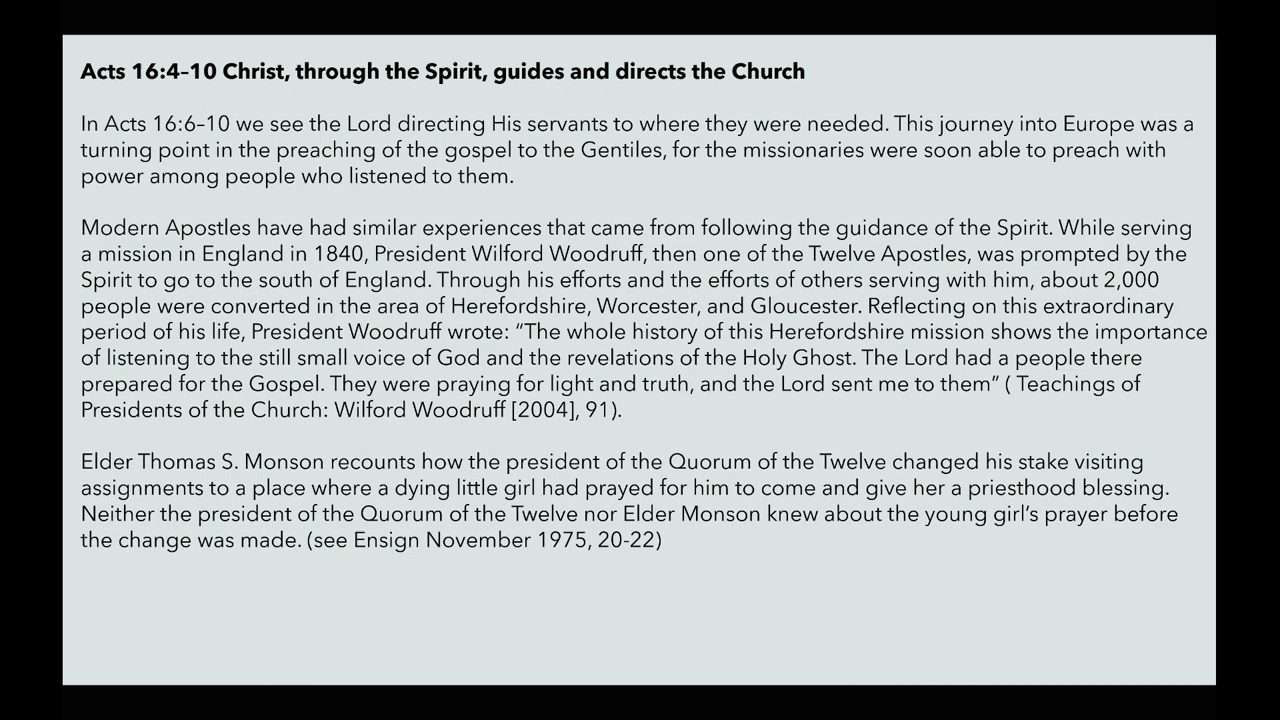 Acts 16:4–10 Christ, through the Spirit, guides and directs the Church
In Acts 16:6–10 we see the Lord directing His servants to where they were needed. This journey into Europe was a
turning point in the preaching of the gospel to the Gentiles, for the missionaries were soon able to preach with
power among people who listened to them.
Modern Apostles have had similar experiences that came from following the guidance of the Spirit. While serving
a mission in England in 1840, President Wilford Woodruff, then one of the Twelve Apostles, was prompted by the
Spirit to go to the south of England. Through his efforts and the efforts of others serving with him, about 2,000
people were converted in the area of Herefordshire, Worcester, and Gloucester. Reflecting on this extraordinary
period of his life, President Woodruff wrote: “The whole history of this Herefordshire mission shows the importance
of listening to the still small voice of God and the revelations of the Holy Ghost. The Lord had a people there
prepared for the Gospel. They were praying for light and truth, and the Lord sent me to them” ( Teachings of
Presidents of the Church: Wilford Woodruff [2004], 91).
Elder Thomas S. Monson recounts how the president of the Quorum of the Twelve changed his stake visiting
assignments to a place where a dying little girl had prayed for him to come and give her a priesthood blessing.
Neither the president of the Quorum of the Twelve nor Elder Monson knew about the young girl’s prayer before
the change was made. (see Ensign November 1975, 20-22)